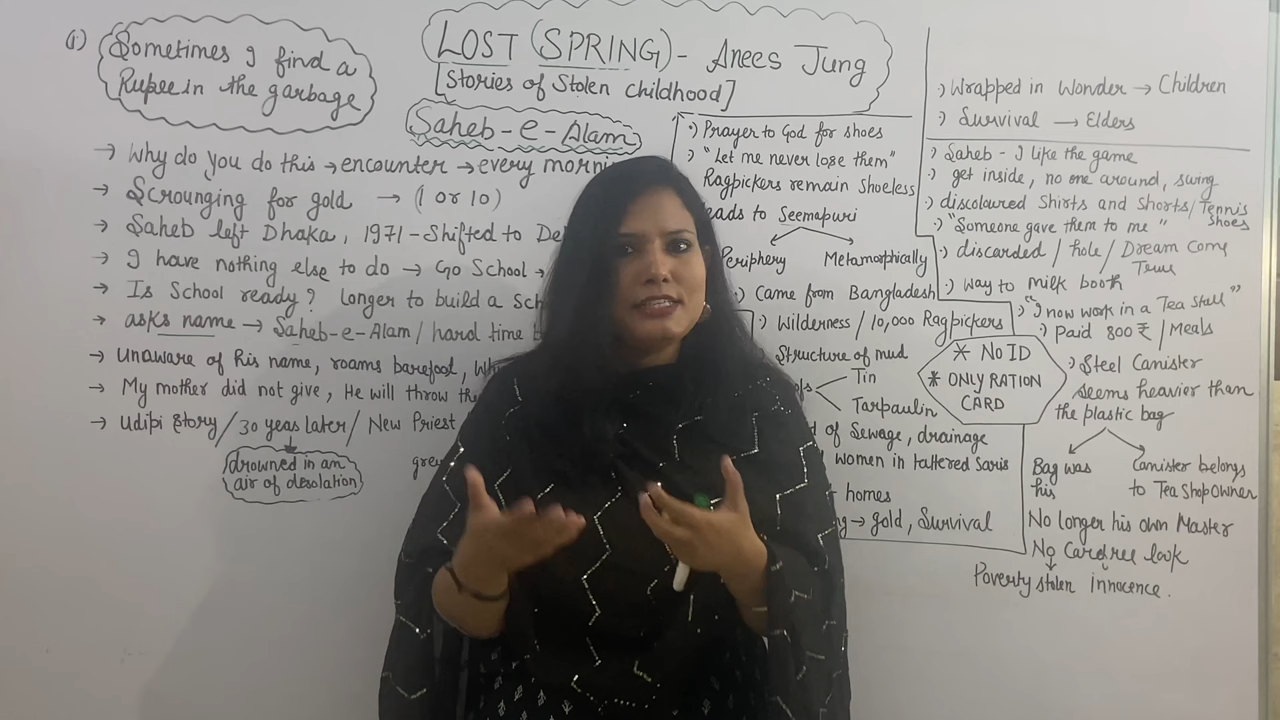 LOST (SPRING) - Anees Jung
[Stories of Stolen childhood]
(i) Sometimes I find a
Rupee in the garbage
Saheb-e-Alam
→ Why do you do this → encounter → every
→ Scrounging for gold → (1 or 10)
→ Saheb left Dhaka, 1971 - Shifted to
→ I have nothing else to do → Go School →
→ Is School ready? longer to build a
→ asks name → Saheb-e-Alam / hard time
→ Unaware of his name, roams barefoot,
→ My mother did not give, He will throw
→ Udipi Story / 30 yeas later / New Priest
drowned in an
air of desolation
·) Prayer to God for shoes
·) "Let me never lose them"
Ragpickers remain shoeless
to Seemapuri
Periphery Metamorphically
·) Came from Bangladesh
·) Wilderness / 10,000 Ragpickers
Structure of mud
Tin
Tarpaulin
of Sewage, drainage
women in tattered Saris
homes
→ gold, Survival
·) Wrapped in Wonder → Children
·) Survival → Elders
·) Saheb - I like the game
·) get inside, no one around, swing
·) discoloured Shirts and Shorts / Tennis
Shoes
·) "Someone gave them to me"
·) discarded / hole / Dream Come
True
·) Way to milk booth
·) "I now work in a Tea Stall"
·) Paid 800 ₹ / Meals
* NO ID
* ONLY RATION
CARD
·) Steel Canister
seems heavier than
the plastic bag
Bag was
his
Canister belongs
to Tea Shop Owner
No longer his own Master
No Carefree look
Poverty stolen innocence.